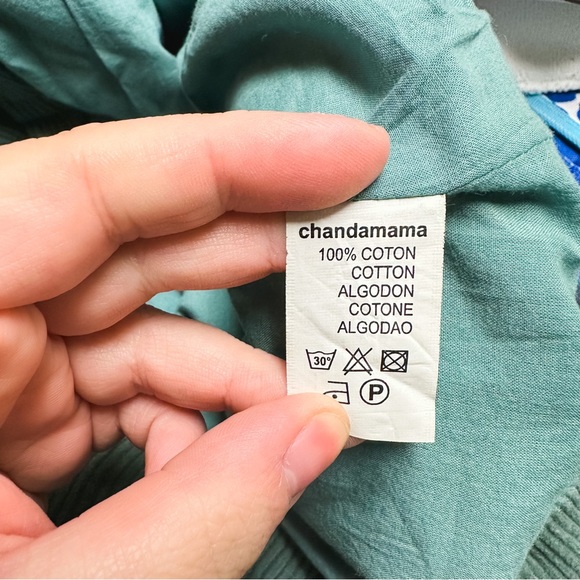 chandamama
100% COTON
COTTON
ALGODON
COTONE
ALGODAO
30°
P